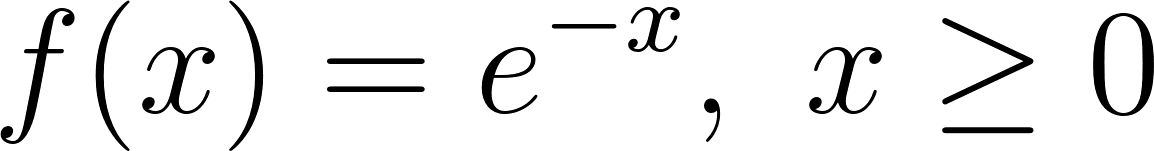 f(x) = e^{-x},  x ≥ 0